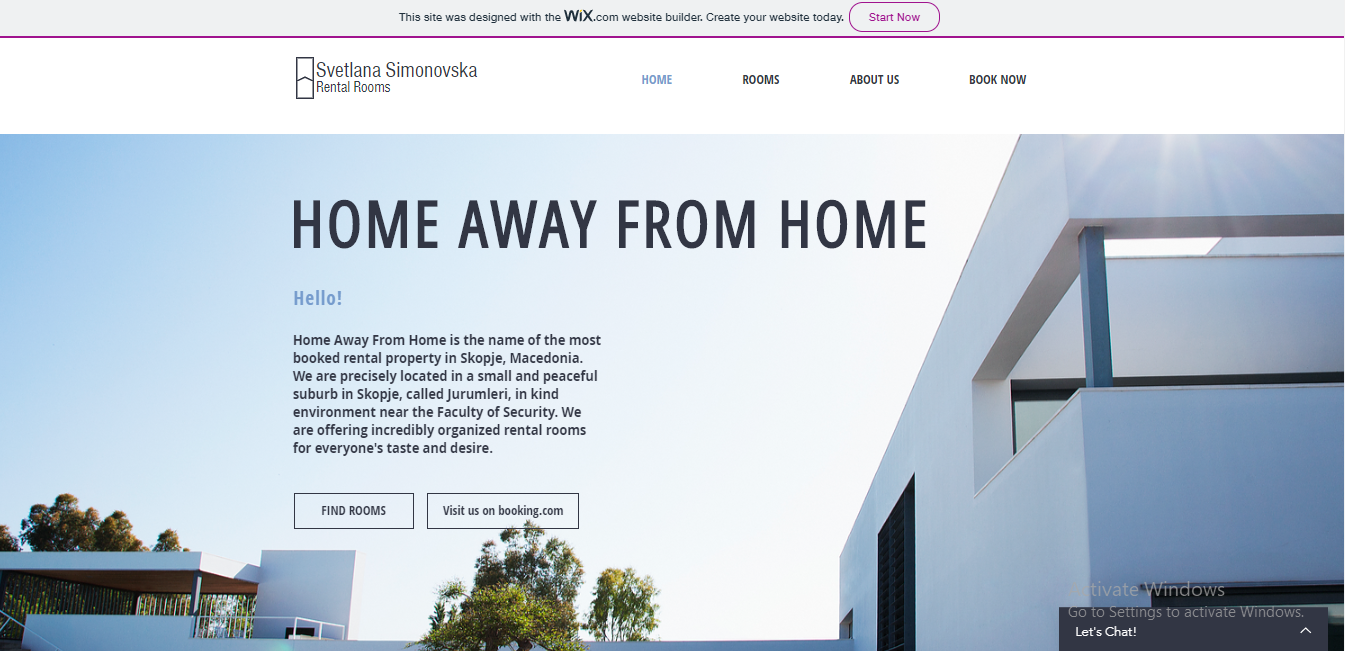 This site was designed with the WiX.com website builder. Create your website today. Start Now
Svetlana Simonovska
Rental Rooms
HOME ROOMS ABOUT US BOOK NOW
HOME AWAY FROM HOME
Hello!
Home Away From Home is the name of the most
booked rental property in Skopje, Macedonia.
We are precisely located in a small and peaceful
suburb in Skopje, called Jurumleri, in kind
environment near the Faculty of Security. We
are offering incredibly organized rental rooms
for everyone's taste and desire.
FIND ROOMS Visit us on booking.com
Activate Windows
Go to Settings to activate Windows.
Let's Chat!